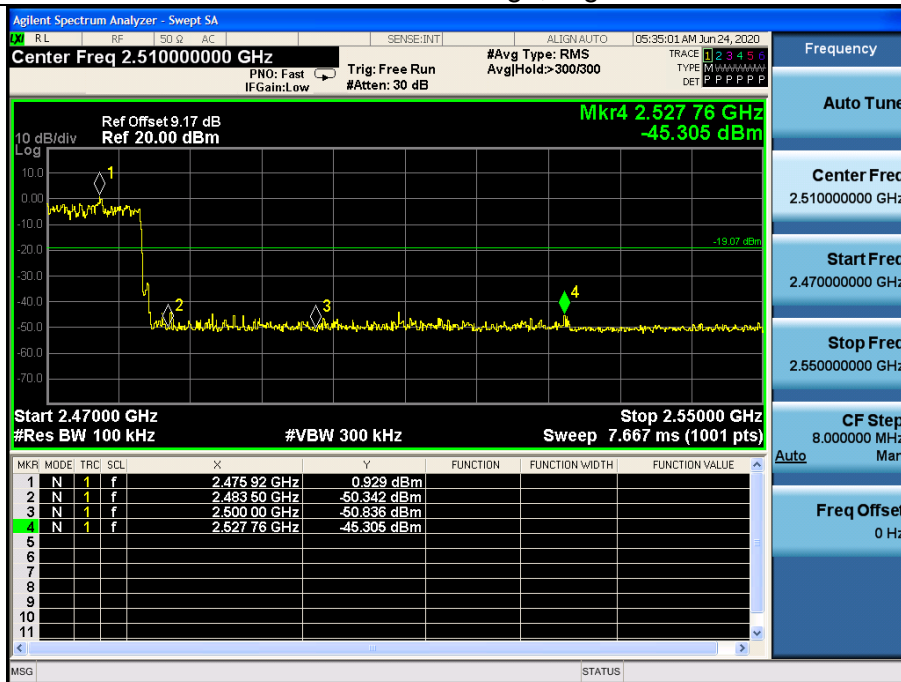 Agilent Spectrum Analyzer - Swept SA
LXI RL RF 50 Ω AC SENSE:INT ALIGN AUTO 05:35:01 AM Jun 24, 2020
Center Freq 2.510000000 GHz #Avg Type: RMS TRACE 1 2 3 4 5 6
PNO: Fast Trig: Free Run Avg|Hold:>300/300 TYPE MWWWWW
IFGain:Low #Atten: 30 dB DET P P P P P P
Frequency
Mkr4 2.527 76 GHz
-45.305 dBm
Ref Offset 9.17 dB
10 dB/div Ref 20.00 dBm
Log
10.0
0.00
-10.0
-20.0
-30.0
-40.0
-50.0
-60.0
-70.0
1
2
3
4
-19.07 dBm
Start 2.47000 GHz Stop 2.55000 GHz
#Res BW 100 kHz #VBW 300 kHz Sweep 7.667 ms (1001 pts)
MKR MODE TRC SCL X Y FUNCTION FUNCTION WIDTH FUNCTION VALUE
1 N 1 f 2.475 92 GHz 0.929 dBm
2 N 1 f 2.483 50 GHz -50.342 dBm
3 N 1 f 2.500 00 GHz -50.836 dBm
4 N 1 f 2.527 76 GHz -45.305 dBm
5
6
7
8
9
10
11
MSG STATUS
Auto Tune
Center Freq
2.510000000 GHz
Start Freq
2.470000000 GHz
Stop Freq
2.550000000 GHz
CF Step
8.000000 MHz
Auto Man
Freq Offset
0 Hz